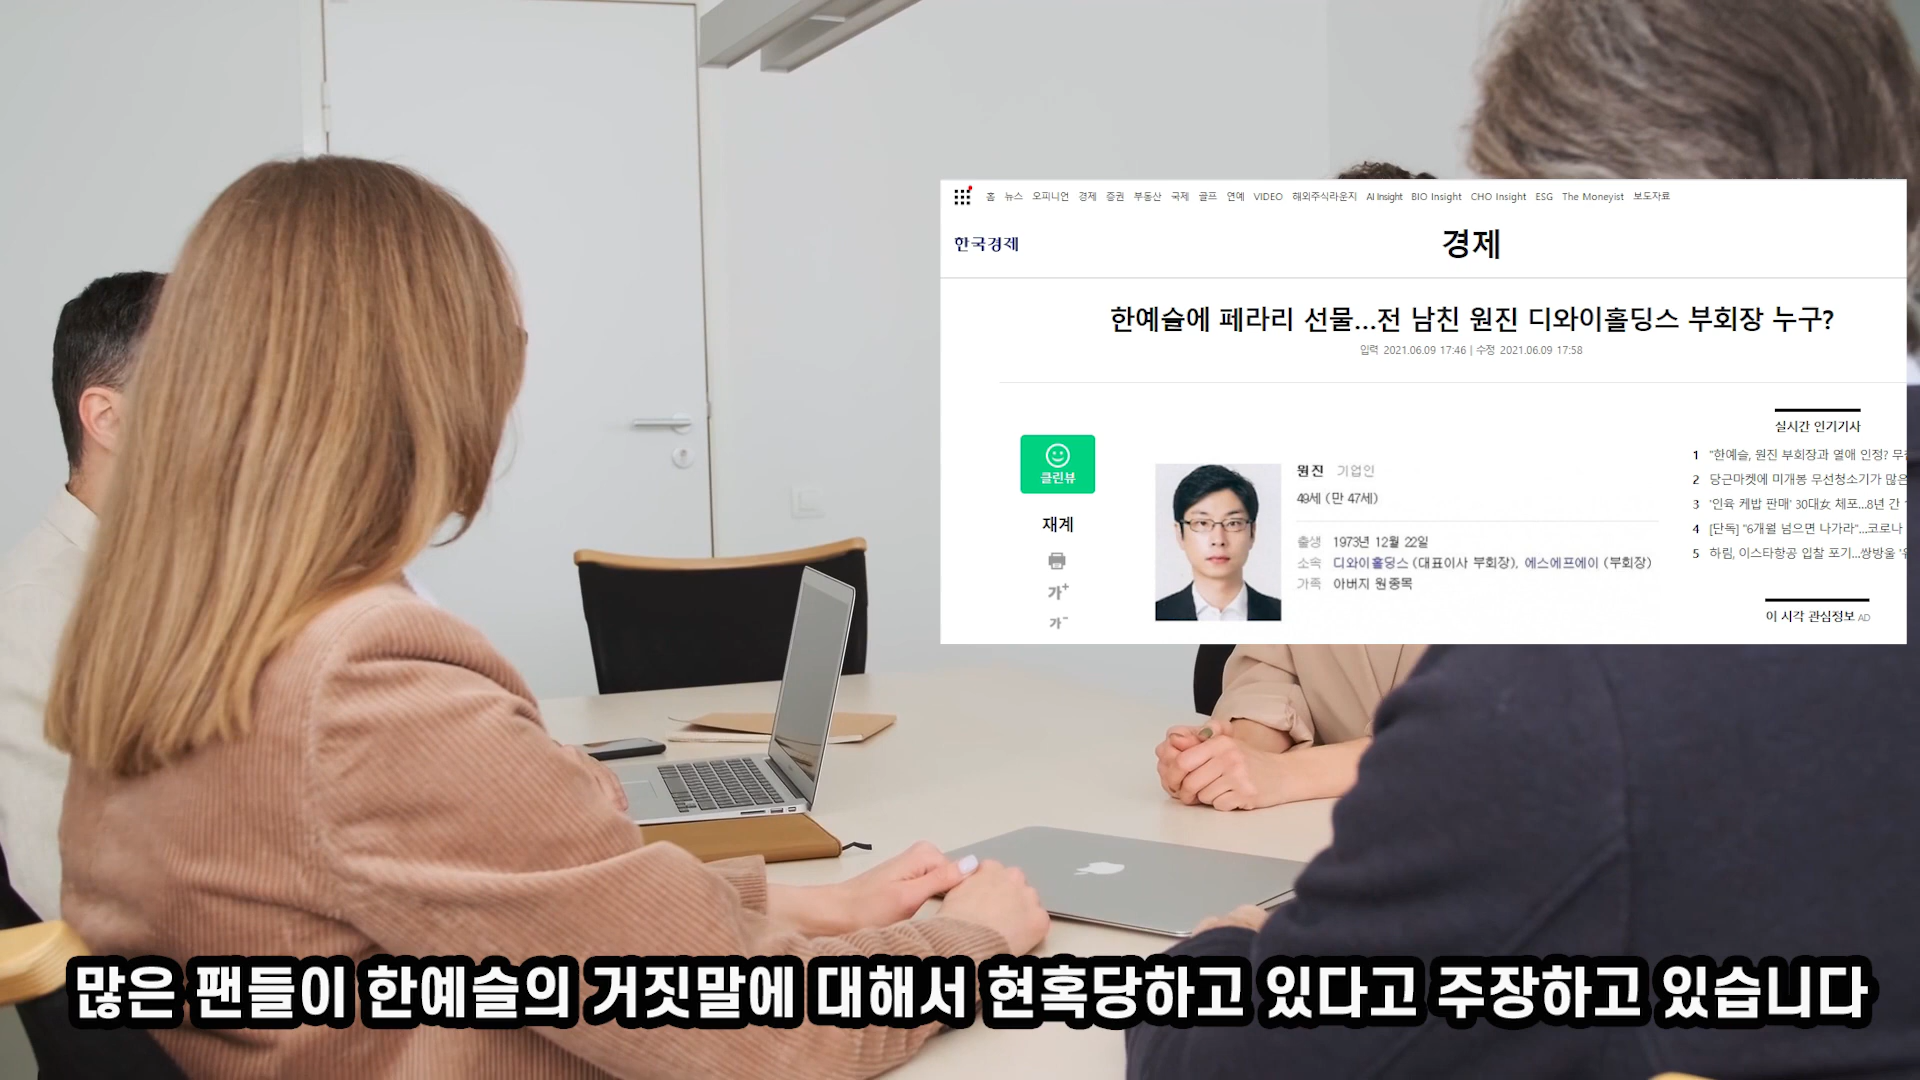 홈 뉴스 오피니언 경제 증권 부동산 국제 골프 연예 VIDEO 해외주식라운지 AI Insight BIO Insight CHO Insight ESG The Moneyist 보도자료
한국경제
경제
한예슬에 페라리 선물...전 남친 원진 디와이홀딩스 부회장 누구?
입력 2021.06.09 17:46 | 수정 2021.06.09 17:58
클린뷰
재계
가+
가-
원진 기업인
49세 (만 47세)
출생 1973년 12월 22일
소속 디와이홀딩스 (대표이사 부회장), 에스에프에이 (부회장)
가족 아버지 원종목
실시간 인기기사
1 "한예슬, 원진 부회장과 열애 인정? 무
2 당근마켓에 미개봉 무선청소기가 많은
3 '인육 케밥 판매' 30대女 체포...8년 간
4 [단독] "6개월 넘으면 나가라"...코로나
5 하림, 이스타항공 입찰 포기...쌍방울
이 시각 관심정보 AD
많은 팬들이 한예슬의 거짓말에 대해서 현혹당하고 있다고 주장하고 있습니다